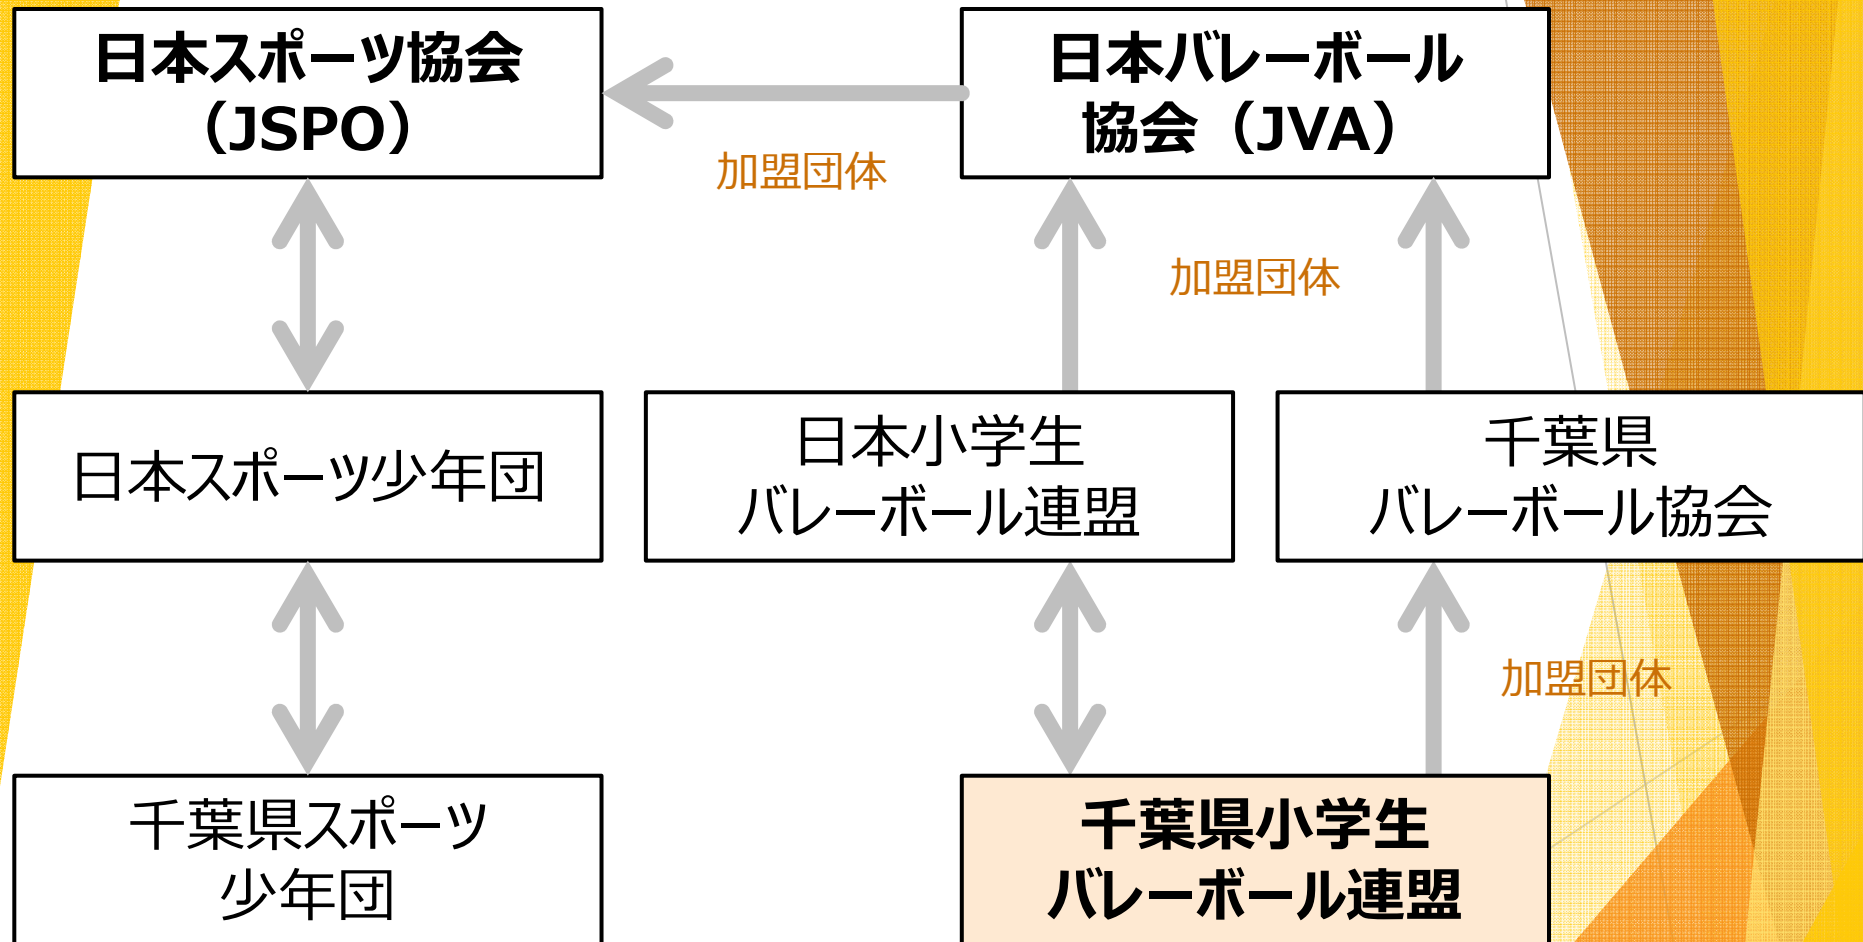 日本スポーツ協会
（JSPO）
日本バレーボール
協会（JVA）
加盟団体
加盟団体
日本スポーツ少年団
日本小学生
バレーボール連盟
千葉県
バレーボール協会
加盟団体
千葉県スポーツ
少年団
千葉県小学生
バレーボール連盟